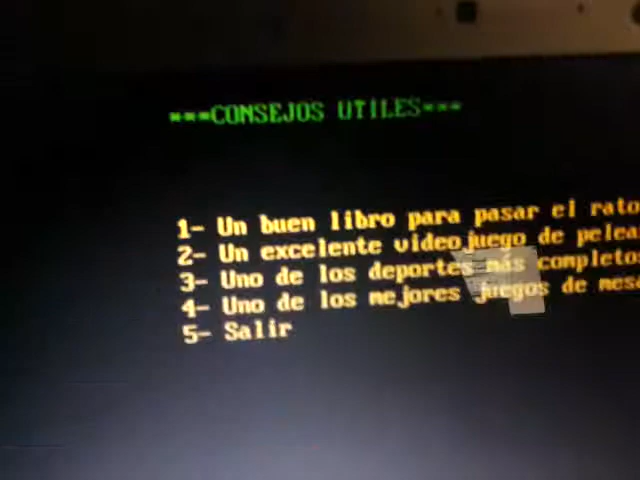 ===CONSEJOS UTILES===
1- Un buen libro para pasar el rato
2- Un excelente videojuego de pelea
3- Uno de los deportes más completos
4- Uno de los mejores juegos de mesa
5- Salir